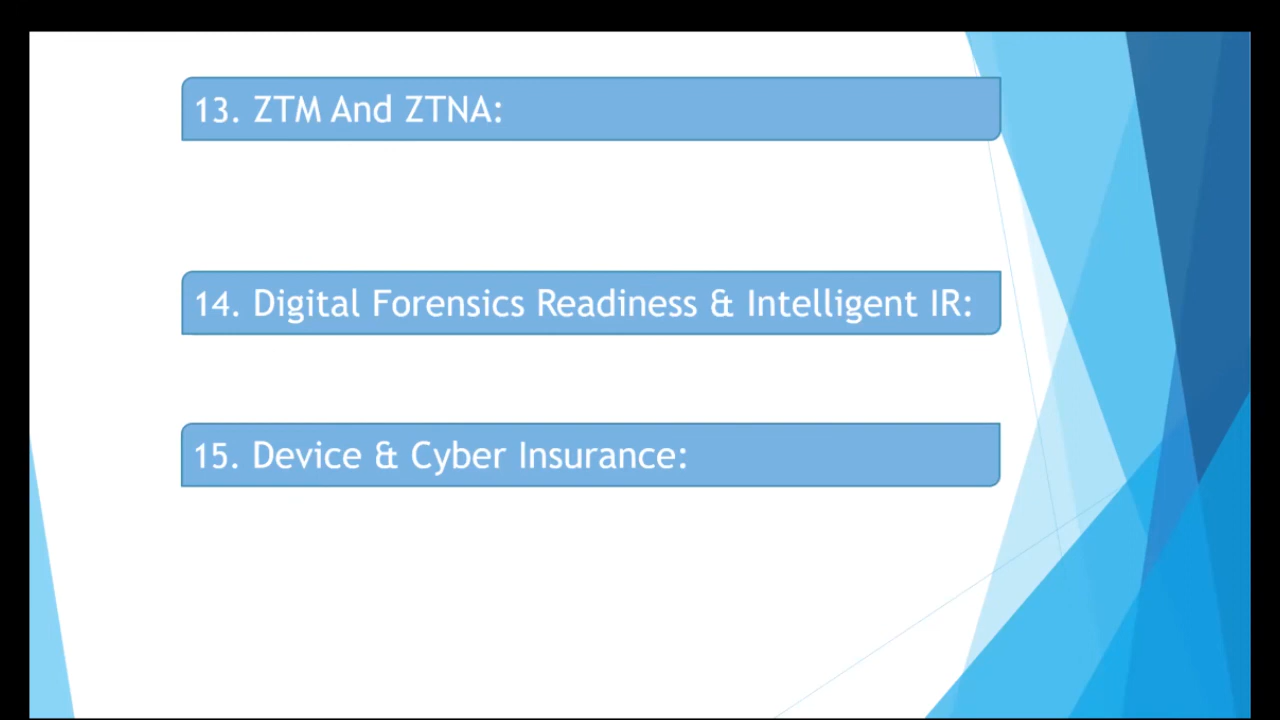 13. ZTM And ZTNA:
14. Digital Forensics Readiness & Intelligent IR:
15. Device & Cyber Insurance: